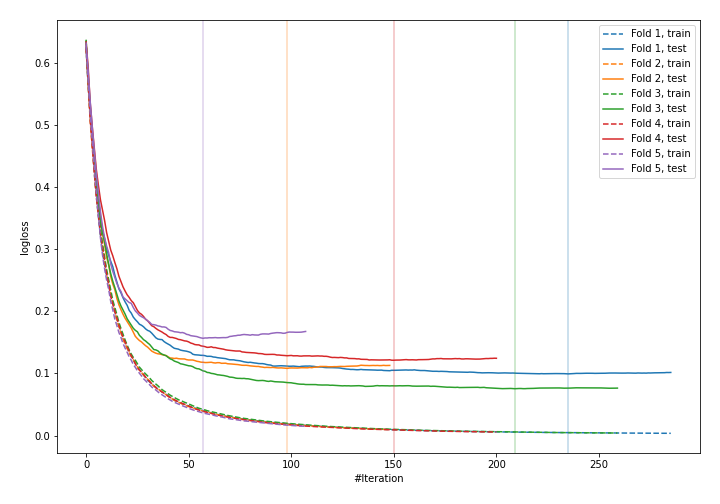 0.6
0.5
0.4
0.3
0.2
0.1
0.0
logloss
0
50
100
150
200
250
#Iteration
Fold 1, train
Fold 1, test
Fold 2, train
Fold 2, test
Fold 3, train
Fold 3, test
Fold 4, train
Fold 4, test
Fold 5, train
Fold 5, test